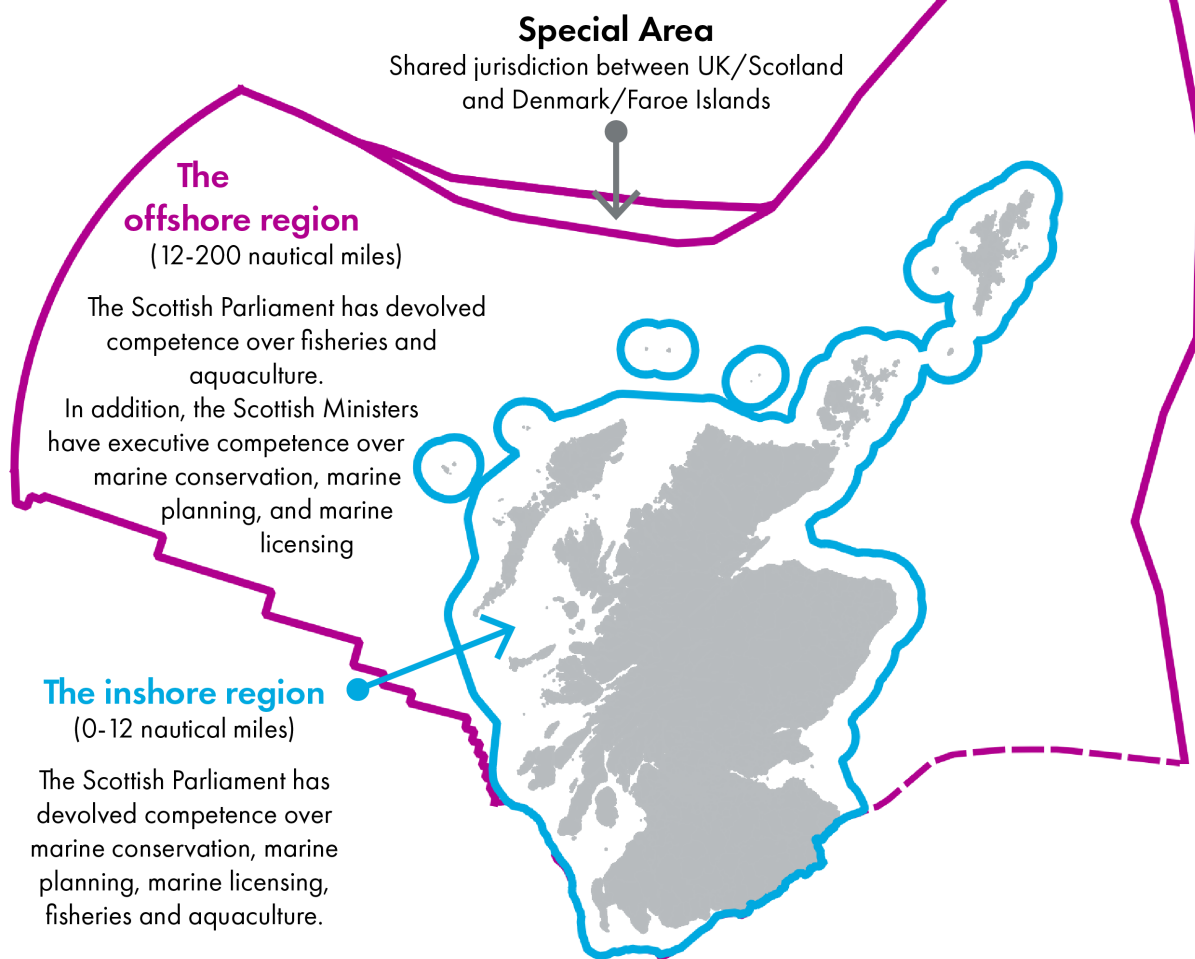 Special Area
Shared jurisdiction between UK/Scotland
and Denmark/Faroe Islands
The
offshore region
(12-200 nautical miles)
The Scottish Parliament has devolved
competence over fisheries and
aquaculture.
In addition, the Scottish Ministers
have executive competence over
marine conservation, marine
planning, and marine
licensing
The inshore region
(0-12 nautical miles)
The Scottish Parliament has
devolved competence over
marine conservation, marine
planning, marine licensing,
fisheries and aquaculture.